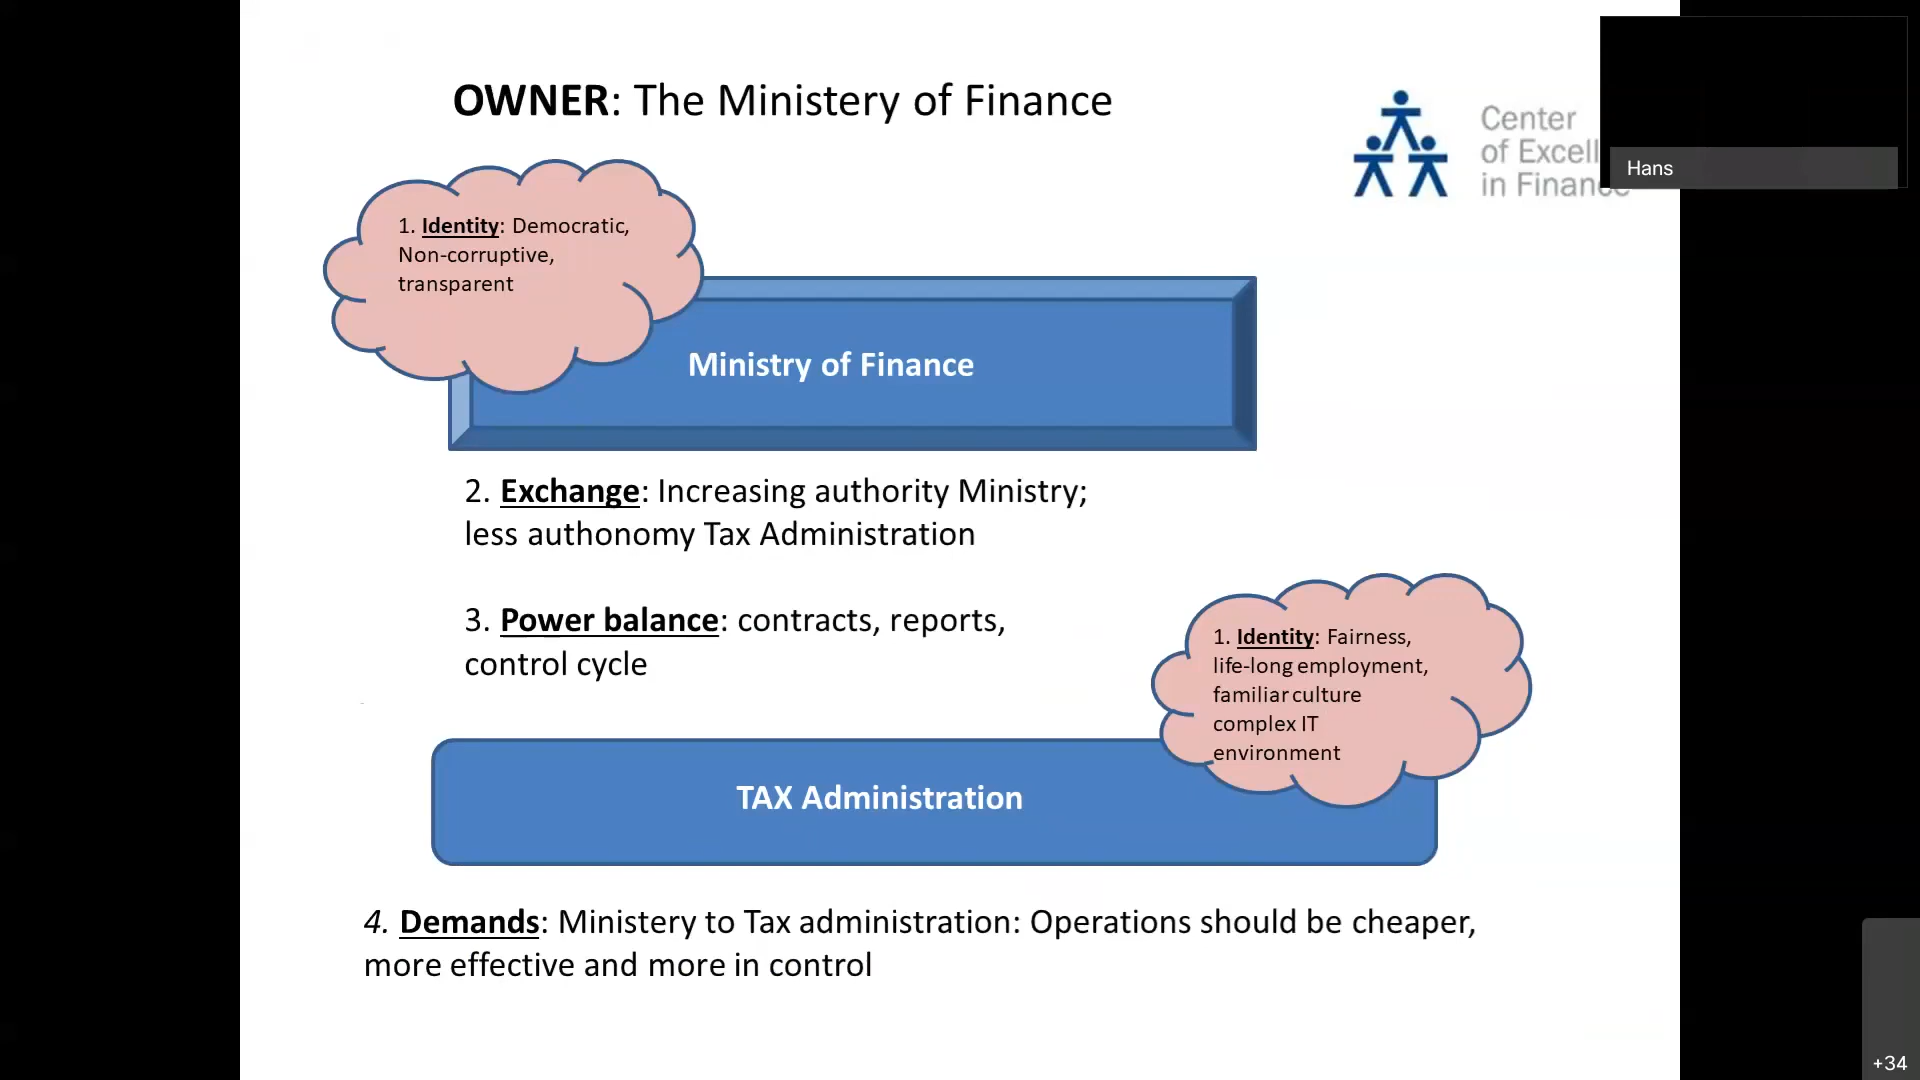 OWNER: The Ministery of Finance
Center
of Excell
in Finance
Hans
1. Identity: Democratic,
Non-corruptive,
transparent
Ministry of Finance
2. Exchange: Increasing authority Ministry;
less authonomy Tax Administration
3. Power balance: contracts, reports,
control cycle
1. Identity: Fairness,
life-long employment,
familiar culture
complex IT
environment
TAX Administration
4. Demands: Ministery to Tax administration: Operations should be cheaper,
more effective and more in control
+34